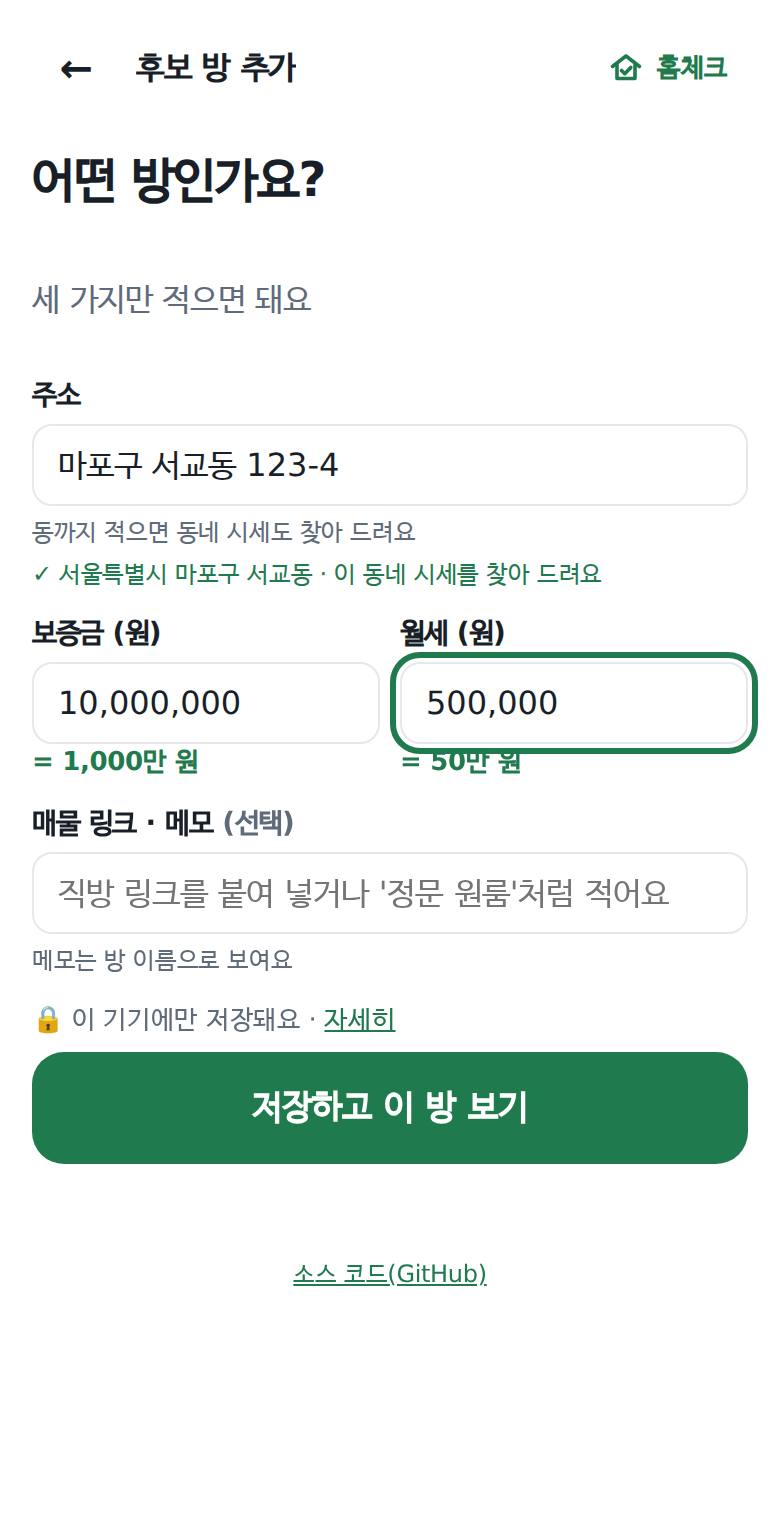 ← 후보 방 추가
홈체크
어떤 방인가요?
세 가지만 적으면 돼요
주소
마포구 서교동 123-4
동까지 적으면 동네 시세도 찾아 드려요
✓ 서울특별시 마포구 서교동 · 이 동네 시세를 찾아 드려요
보증금 (원)
월세 (원)
10,000,000
500,000
= 1,000만 원
= 50만 원
매물 링크 · 메모 (선택)
직방 링크를 붙여 넣거나 '정문 원룸'처럼 적어요
메모는 방 이름으로 보여요
🔒 이 기기에만 저장돼요 · 자세히
저장하고 이 방 보기
소스 코드(GitHub)